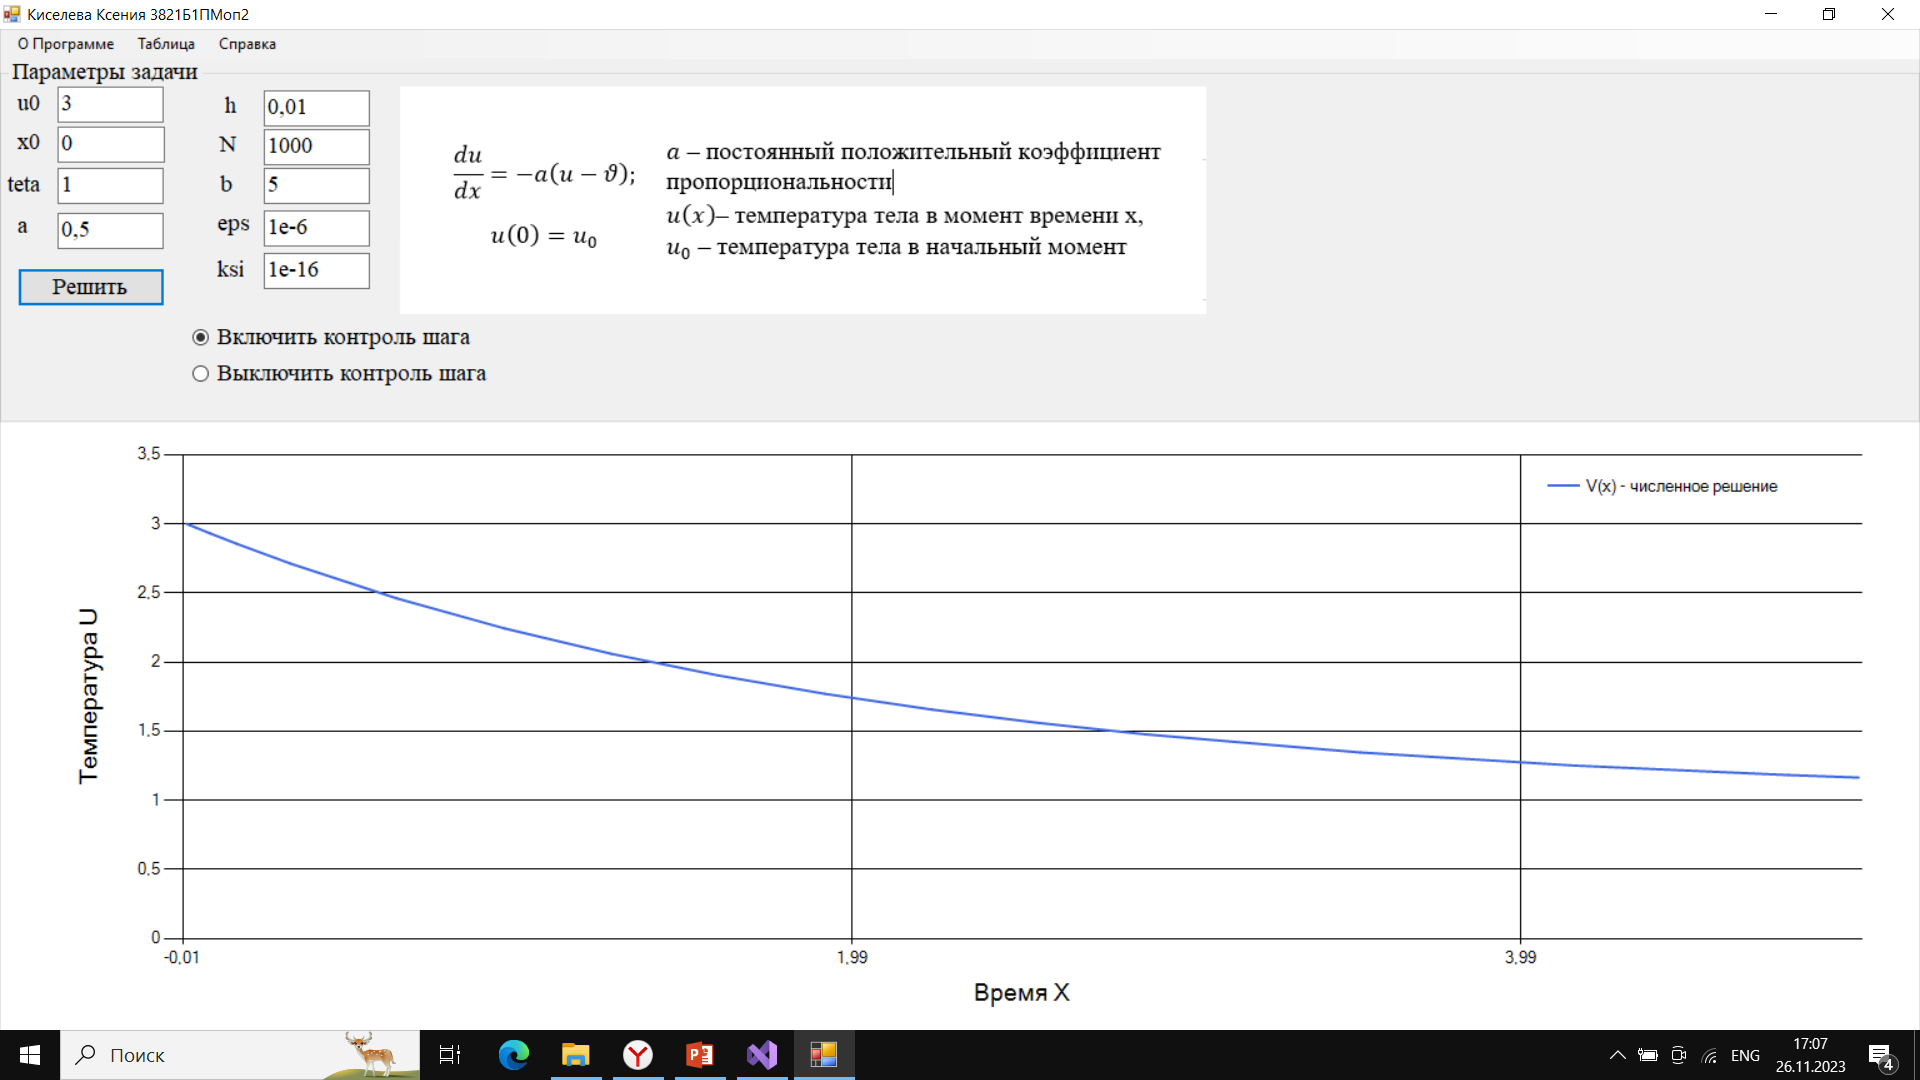 Киселева Ксения 3821Б1ПМоп2
О Программе Таблица Справка
Параметры задачи
u0 3
x0 0
teta 1
a 0,5
Решить
h 0,01
N 1000
b 5
eps 1e-6
ksi 1e-16
du/dx = −a(u − ϑ);
u(0) = u₀
a – постоянный положительный коэффициент
пропорциональности
u(x)– температура тела в момент времени x,
u₀ – температура тела в начальный момент
Включить контроль шага
Выключить контроль шага
V(x) - численное решение
Температура U
3,5
3
2,5
2
1,5
1
0,5
0
-0,01 1,99 3,99
Время X
Поиск
ENG
17:07
26.11.2023
4